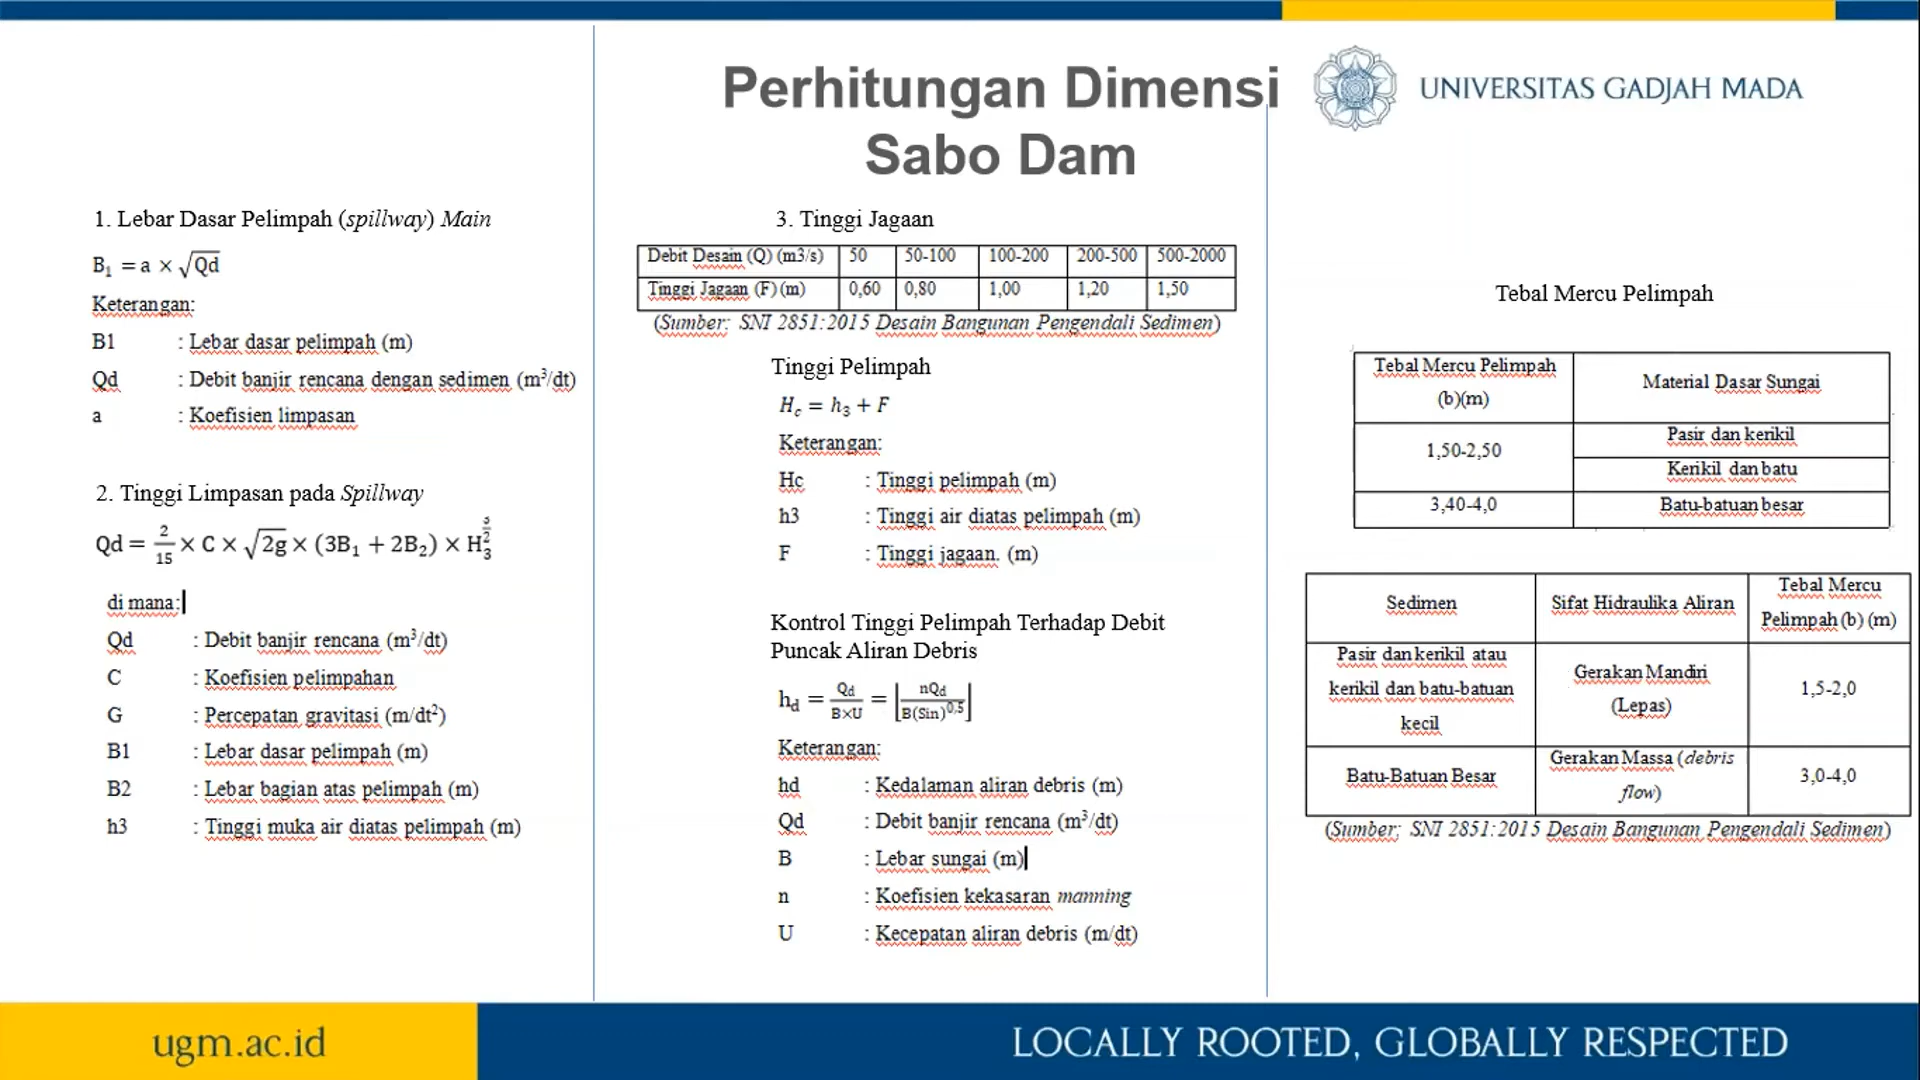 Perhitungan Dimensi
Sabo Dam
UNIVERSITAS GADJAH MADA
1. Lebar Dasar Pelimpah (spillway) Main
B₁ = a × √Qd
Keterangan:
B1 : Lebar dasar pelimpah (m)
Qd : Debit banjir rencana dengan sedimen (m³/dt)
a : Koefisien limpasan
2. Tinggi Limpasan pada Spillway
Qd = 2/15 × C × √2g × (3B₁ + 2B₂) × H₃^(3/2)
di mana:
Qd : Debit banjir rencana (m³/dt)
C : Koefisien pelimpahan
G : Percepatan gravitasi (m/dt²)
B1 : Lebar dasar pelimpah (m)
B2 : Lebar bagian atas pelimpah (m)
h3 : Tinggi muka air diatas pelimpah (m)
3. Tinggi Jagaan
Debit Desain (Q) (m3/s) 50 50-100 100-200 200-500 500-2000
Tinggi Jagaan (F) (m) 0,60 0,80 1,00 1,20 1,50
(Sumber: SNI 2851:2015 Desain Bangunan Pengendali Sedimen)
Tinggi Pelimpah
H_c = h₃ + F
Keterangan:
Hc : Tinggi pelimpah (m)
h3 : Tinggi air diatas pelimpah (m)
F : Tinggi jagaan. (m)
Kontrol Tinggi Pelimpah Terhadap Debit
Puncak Aliran Debris
h_d = Qd/(B×U) = |nQd/(B(Sin)^0,5)|
Keterangan:
hd : Kedalaman aliran debris (m)
Qd : Debit banjir rencana (m³/dt)
B : Lebar sungai (m)
n : Koefisien kekasaran manning
U : Kecepatan aliran debris (m/dt)
Tebal Mercu Pelimpah
Tebal Mercu Pelimpah
(b)(m)
Material Dasar Sungai
1,50-2,50
Pasir dan kerikil
Kerikil dan batu
3,40-4,0 Batu-batuan besar
Sedimen
Sifat Hidraulika Aliran
Tebal Mercu
Pelimpah (b) (m)
Pasir dan kerikil atau
kerikil dan batu-batuan
kecil
Gerakan Mandiri
(Lepas)
1,5-2,0
Batu-Batuan Besar
Gerakan Massa (debris
flow)
3,0-4,0
(Sumber; SNI 2851:2015 Desain Bangunan Pengendali Sedimen)
ugm.ac.id
LOCALLY ROOTED, GLOBALLY RESPECTED